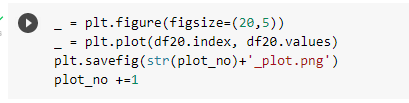 _ = plt.figure(figsize=(20,5))
_ = plt.plot(df20.index, df20.values)
plt.savefig(str(plot_no)+'_plot.png')
plot_no +=1